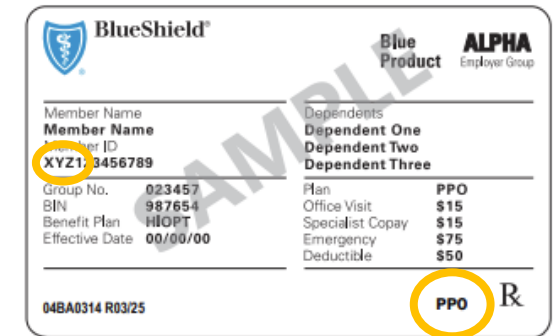 BlueShield®
Blue Product
ALPHA
Employer Group
SAMPLE
Member Name
Member Name
Member ID
XYZ123456789
Group No. 023457
BIN 987654
Benefit Plan HIOPT
Effective Date 00/00/00
Dependents
Dependent One
Dependent Two
Dependent Three
Plan PPO
Office Visit $15
Specialist Copay $15
Emergency $75
Deductible $50
04BA0314 R03/25
PPO ℞